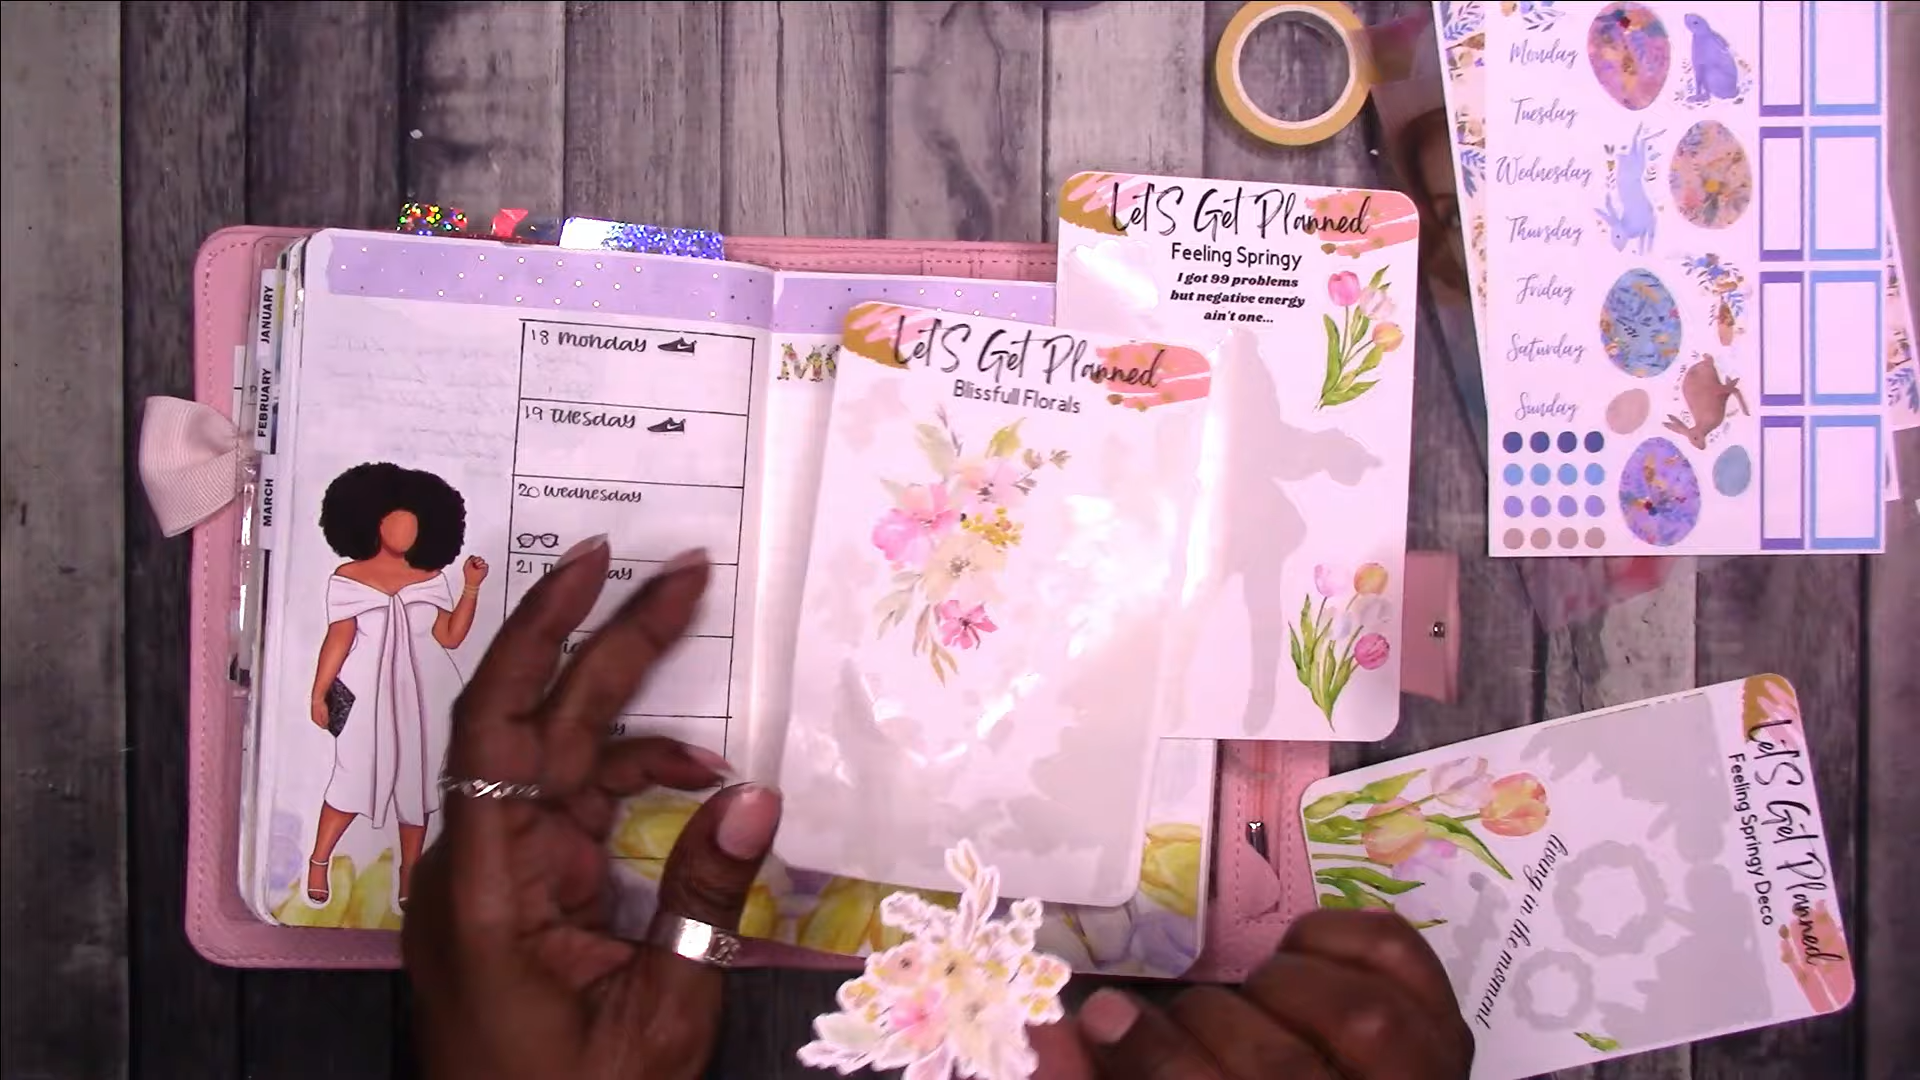 JANUARY
FEBRUARY
MARCH
18 monday
19 Tuesday
20 wednesday
21
Let's Get Planned
Blissfull Florals
Let's Get Planned
Feeling Springy
I got 99 problems
but negative energy
ain't one...
Monday
Tuesday
Wednesday
Thursday
Friday
Saturday
Sunday
Let's Get Planned
Feeling Springy Deco
living in the moment